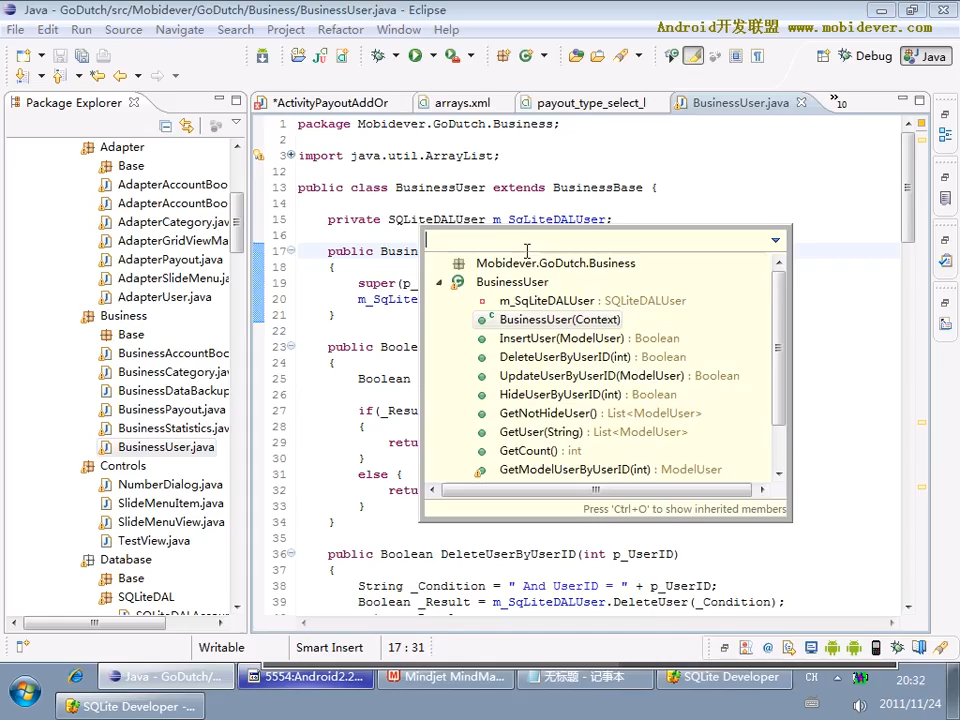 Java - GoDutch/src/Mobidever/GoDutch/Business/BusinessUser.java - Eclipse
File Edit Run Source Navigate Search Project Refactor Window Help
Android开发联盟 www.mobidever.com
Debug Java
Package Explorer
*ActivityPayoutAddOr arrays.xml payout_type_select_l BusinessUser.java »10
Adapter
Base
AdapterAccountBoo
AdapterAccountBoo
AdapterCategory.jav
AdapterGridViewMa
AdapterPayout.java
AdapterSlideMenu.ja
AdapterUser.java
Business
Base
BusinessAccountBoo
BusinessCategory.jav
BusinessDataBackup
BusinessPayout.java
BusinessStatistics.jav
BusinessUser.java
Controls
NumberDialog.java
SlideMenuItem.java
SlideMenuView.java
TestView.java
Database
Base
SQLiteDAL
1 package Mobidever.GoDutch.Business;
2
3 import java.util.ArrayList;
12
13 public class BusinessUser extends BusinessBase {
14
15 private SQLiteDALUser m_SqLiteDALUser;
16
17 public Busin
18 {
19 super(p_
20 m_SqLite
21 }
22
23 public Boole
24 {
25 Boolean
26
27 if(_Resu
28 {
29 retu
30 }
31 else {
32 retu
33 }
34 }
35
36 public Boolean DeleteUserByUserID(int p_UserID)
37 {
38 String _Condition = " And UserID = " + p_UserID;
39 Boolean _Result = m_SqLiteDALUser.DeleteUser(_Condition);
Mobidever.GoDutch.Business
BusinessUser
m_SqLiteDALUser : SQLiteDALUser
BusinessUser(Context)
InsertUser(ModelUser) : Boolean
DeleteUserByUserID(int) : Boolean
UpdateUserByUserID(ModelUser) : Boolean
HideUserByUserID(int) : Boolean
GetNotHideUser() : List<ModelUser>
GetUser(String) : List<ModelUser>
GetCount() : int
GetModelUserByUserID(int) : ModelUser
Press 'Ctrl+O' to show inherited members
Writable Smart Insert 17 : 31
Java - GoDutch/... 5554:Android2.2... Mindjet MindMa... 无标题 - 记事本 SQLite Developer CH 20:32
SQLite Developer -... 2011/11/24